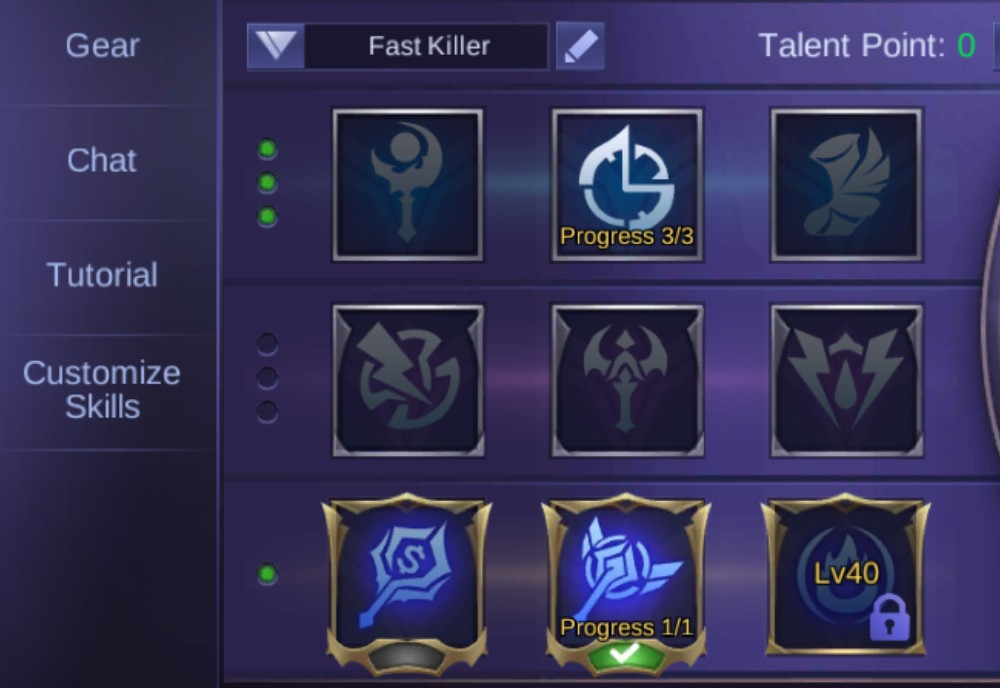 Gear
Fast Killer
Talent Point: 0
Chat
Progress 3/3
Tutorial
Customize
Skills
Lv40
Progress 1/1